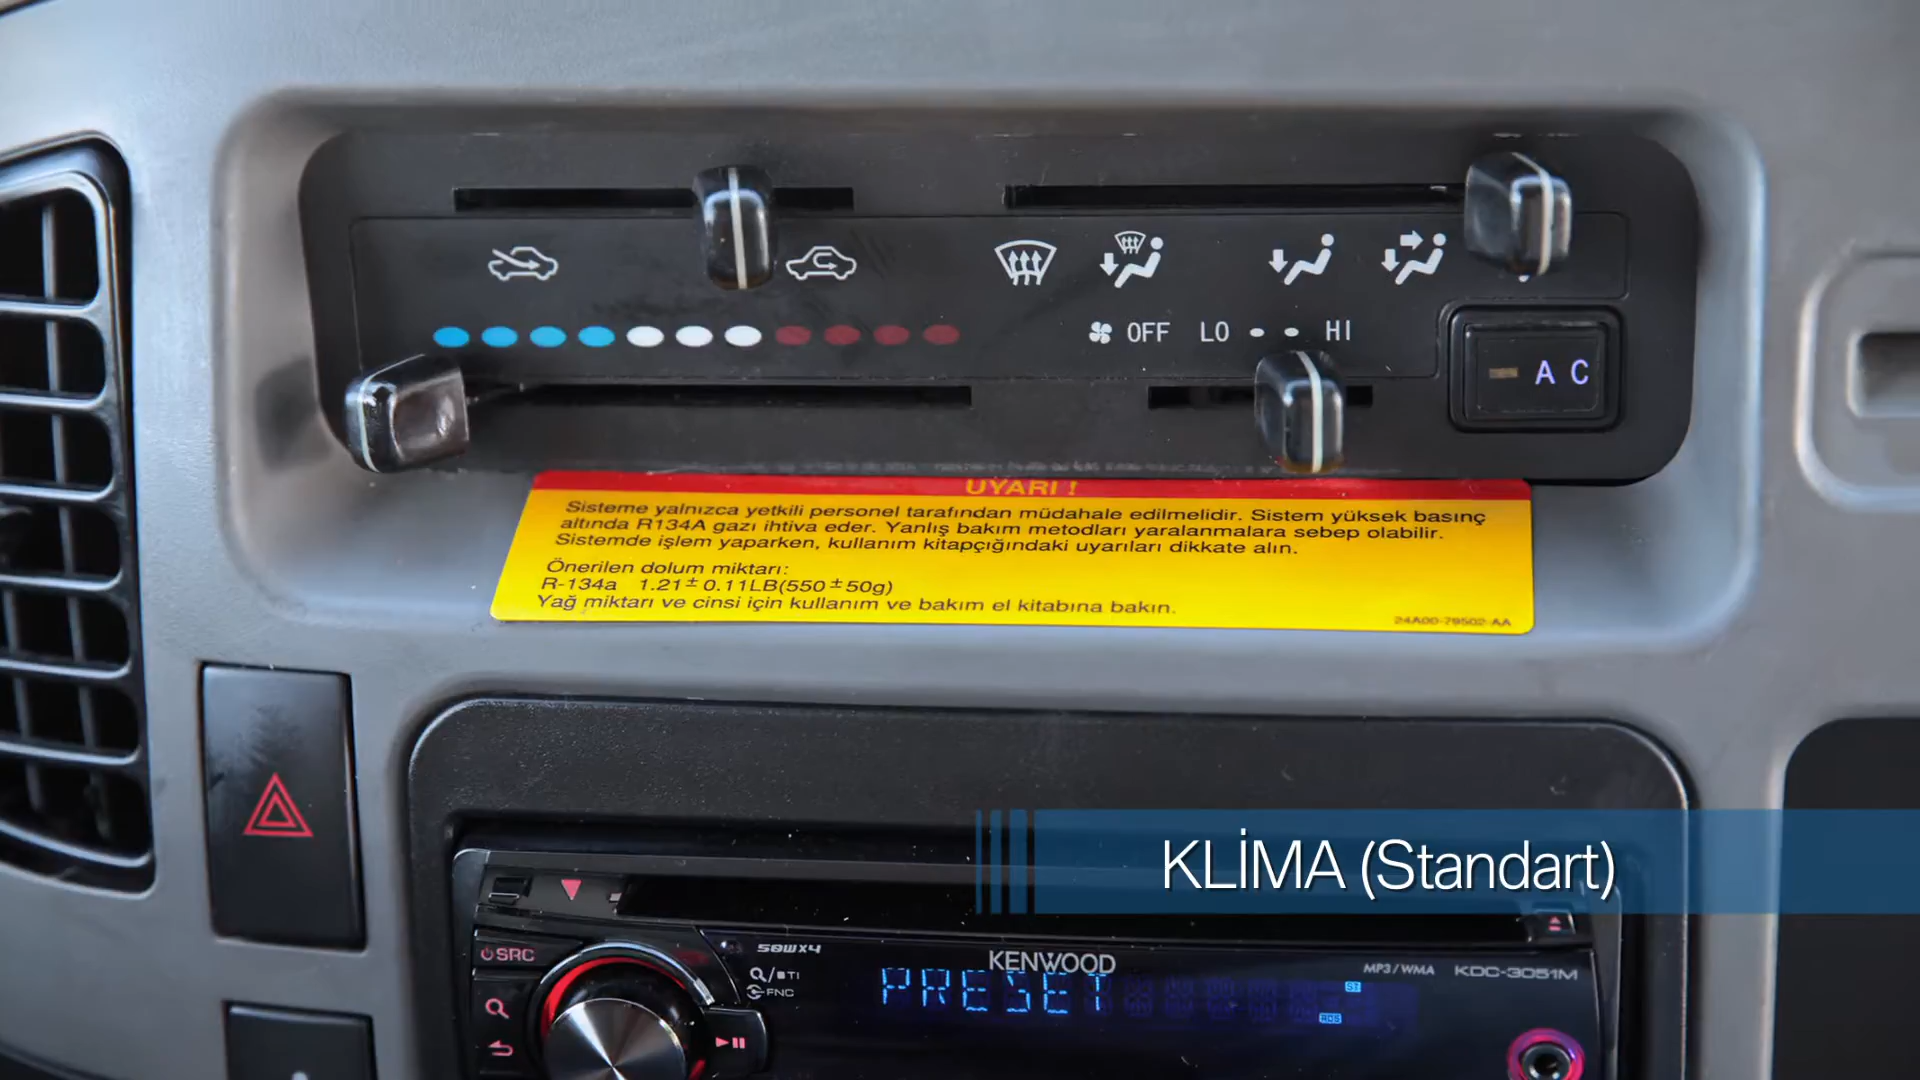 OFF LO HI
A C
UYARI !
Sisteme yalnızca yetkili personel tarafından müdahale edilmelidir. Sistem yüksek basınç
altında R134A gazı ihtiva eder. Yanlış bakım metodları yaralanmalara sebep olabilir.
Sistemde işlem yaparken, kullanım kitapçığındaki uyarıları dikkate alın.
Önerilen dolum miktarı:
R-134a 1.21±0.11LB(550±50g)
Yağ miktarı ve cinsi için kullanım ve bakım el kitabına bakın.
24A00-79502-AA
KLİMA (Standart)
SRC
50WX4
KENWOOD
MP3/WMA KDC-3051M
TI
FNC
PRESET
ST